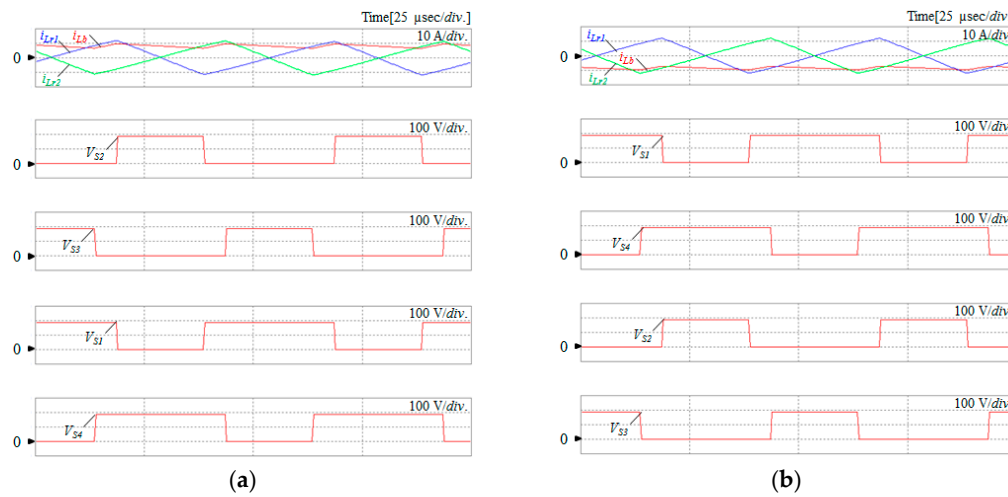 Time[25 µsec/div.]
10 A/div.
iLr1 iLb
0
iLr2
100 V/div.
VS2
0
100 V/div.
VS3
0
100 V/div.
VS1
0
100 V/div.
VS4
0
(a)
Time[25 µsec/di
10 A/div
iLr1
0
iLb
iLr2
100 V/div
VS1
0
100 V/div
VS4
0
100 V/div
VS2
0
100 V/div
VS3
0
(b)